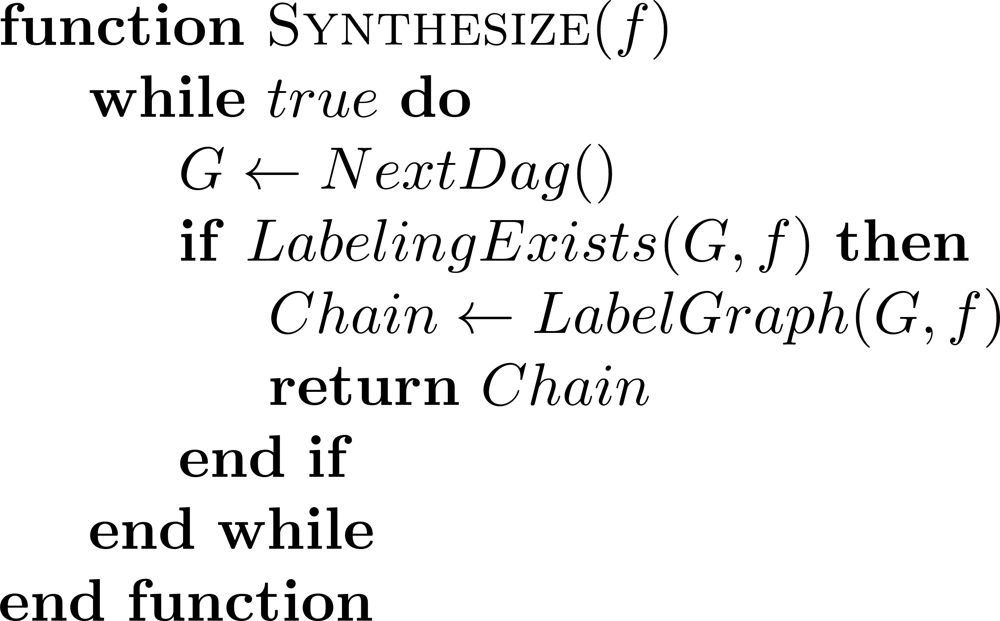 function SYNTHESIZE(f)
while true do
G ← NextDag()
if LabelingExists(G, f) then
Chain ← LabelGraph(G, f)
return Chain
end if
end while
end function